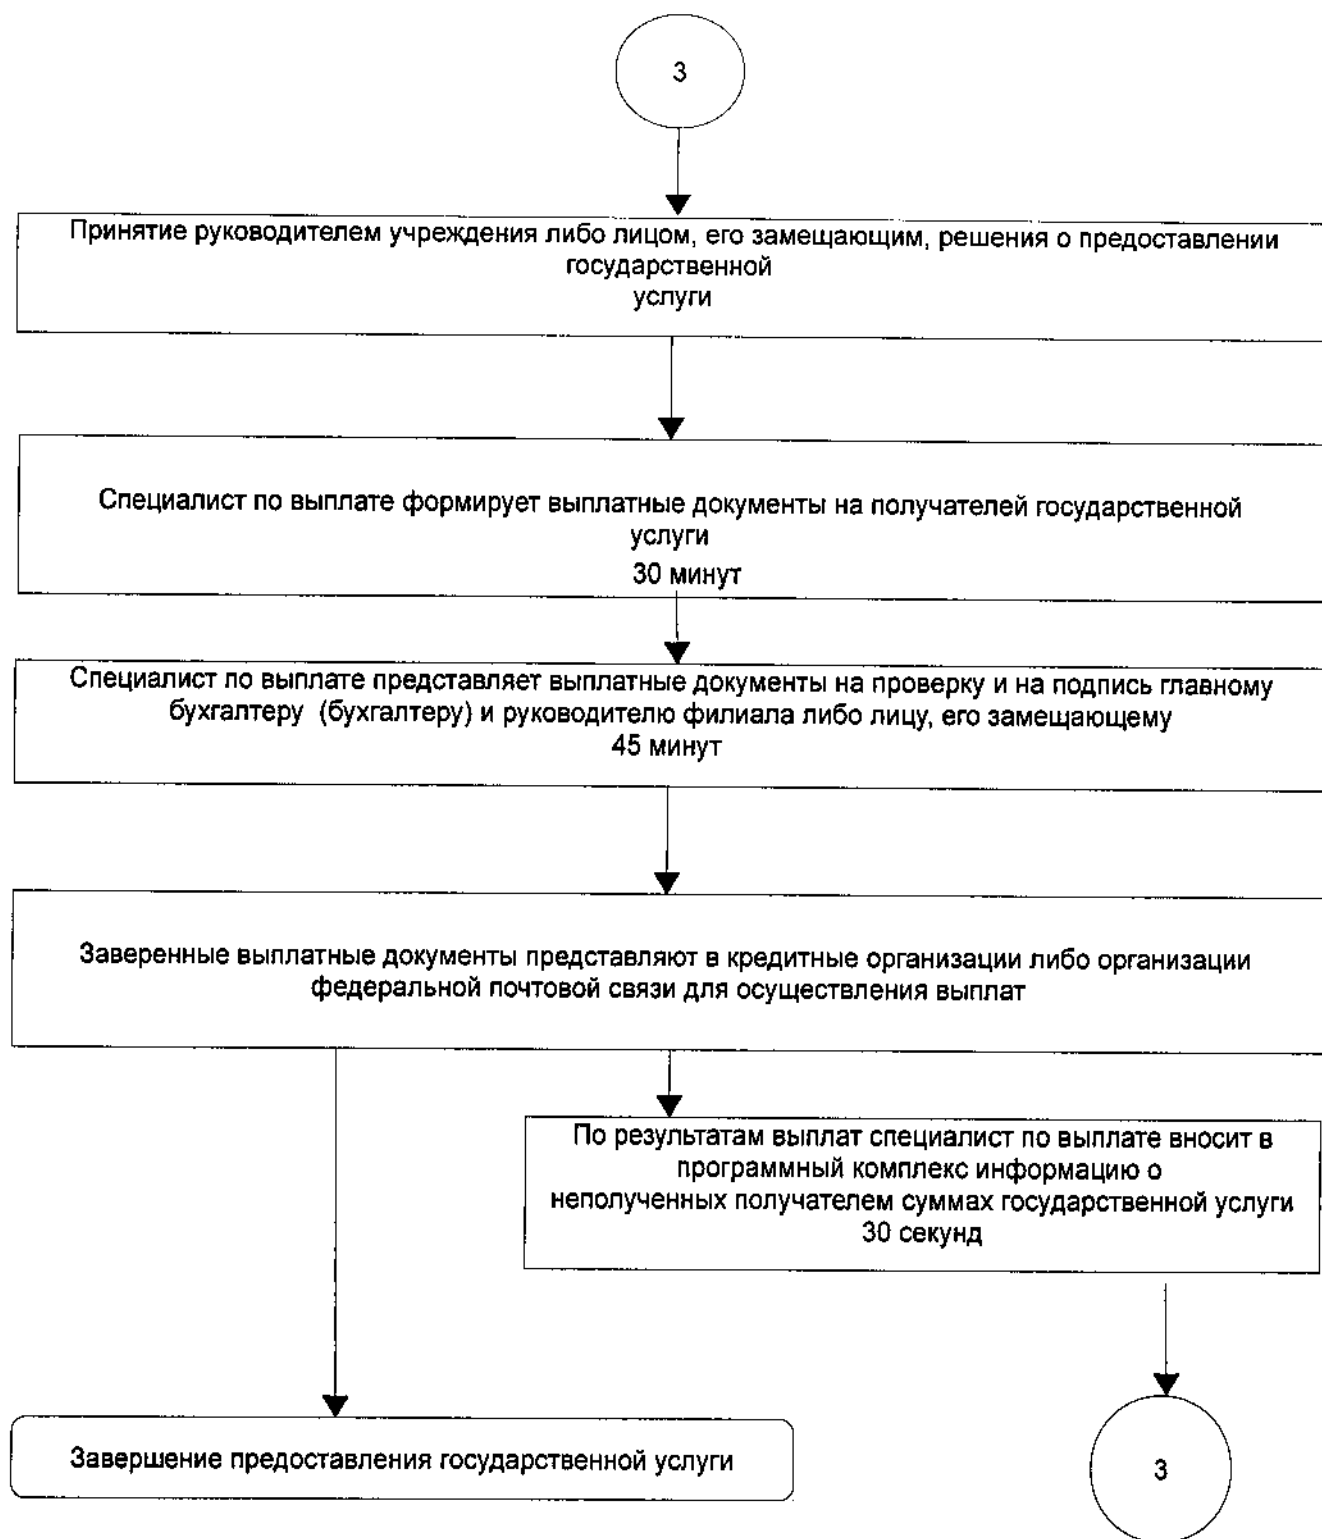 3
Принятие руководителем учреждения либо лицом, его замещающим, решения о предоставлении
государственной
услуги
Специалист по выплате формирует выплатные документы на получателей государственной
услуги
30 минут
Специалист по выплате представляет выплатные документы на проверку и на подпись главному
бухгалтеру (бухгалтеру) и руководителю филиала либо лицу, его замещающему
45 минут
Заверенные выплатные документы представляют в кредитные организации либо организации
федеральной почтовой связи для осуществления выплат
По результатам выплат специалист по выплате вносит в
программный комплекс информацию о
неполученных получателем суммах государственной услуги
30 секунд
Завершение предоставления государственной услуги
3